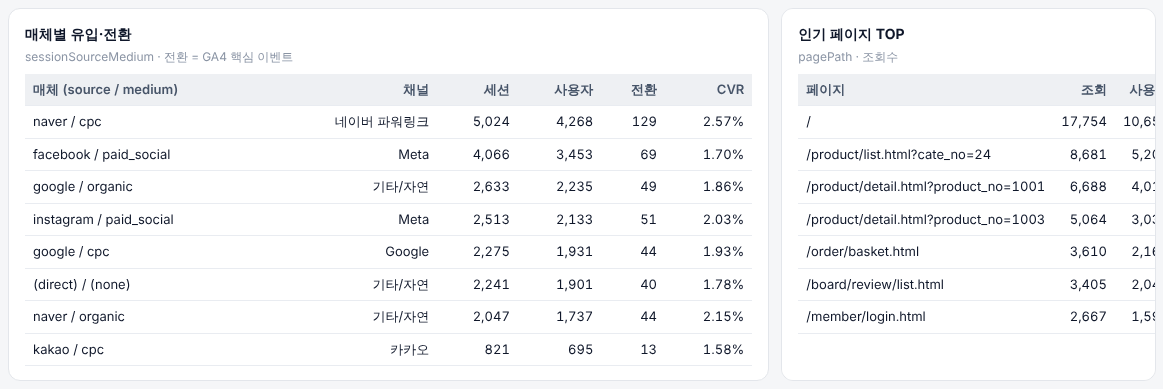 매체별 유입·전환
sessionSourceMedium · 전환 = GA4 핵심 이벤트
매체 (source / medium) 채널 세션 사용자 전환 CVR
naver / cpc 네이버 파워링크 5,024 4,268 129 2.57%
facebook / paid_social Meta 4,066 3,453 69 1.70%
google / organic 기타/자연 2,633 2,235 49 1.86%
instagram / paid_social Meta 2,513 2,133 51 2.03%
google / cpc Google 2,275 1,931 44 1.93%
(direct) / (none) 기타/자연 2,241 1,901 40 1.78%
naver / organic 기타/자연 2,047 1,737 44 2.15%
kakao / cpc 카카오 821 695 13 1.58%
인기 페이지 TOP
pagePath · 조회수
페이지 조회
/ 17,754
/product/list.html?cate_no=24 8,681
/product/detail.html?product_no=1001 6,688
/product/detail.html?product_no=1003 5,064
/order/basket.html 3,610
/board/review/list.html 3,405
/member/login.html 2,667